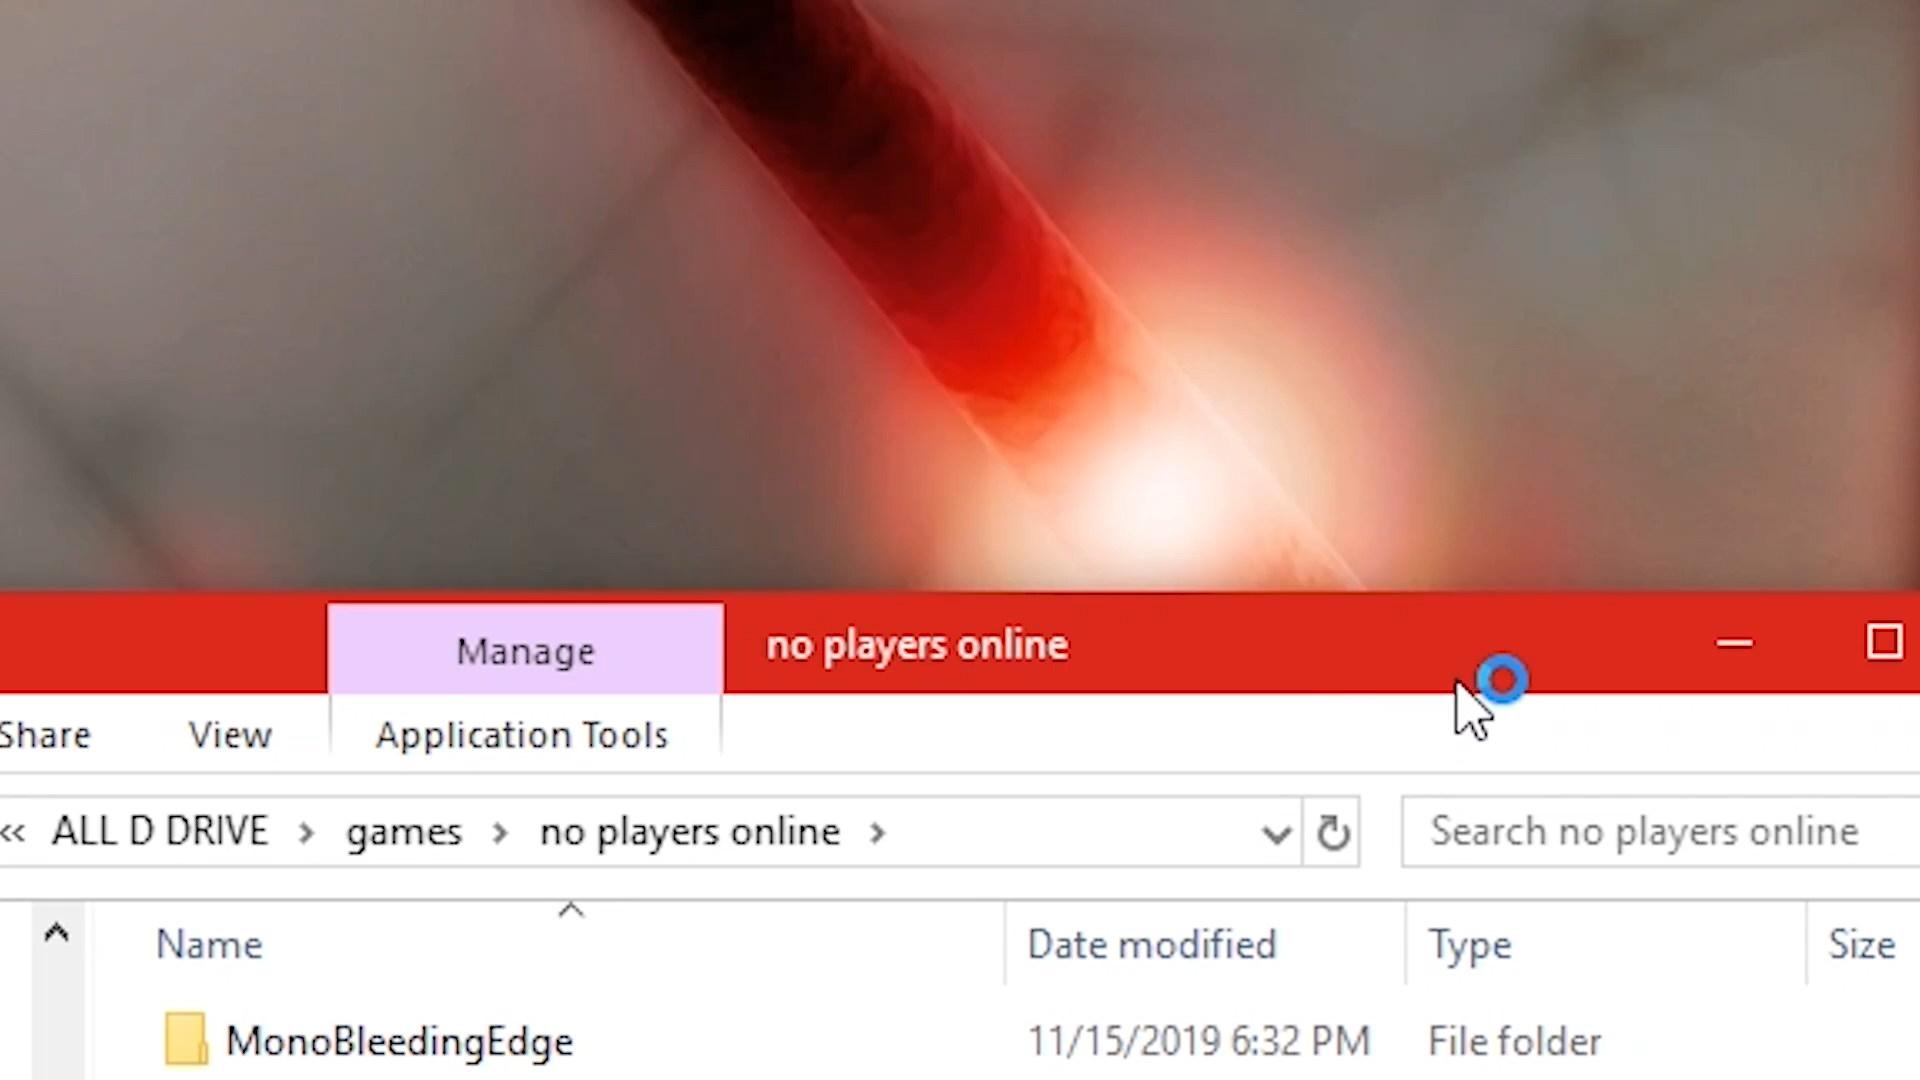 Manage
no players online
Share
View
Application Tools
« ALL D DRIVE > games > no players online >
Search no players online
Name
Date modified
Type
Size
MonoBleedingEdge
11/15/2019 6:32 PM
File folder